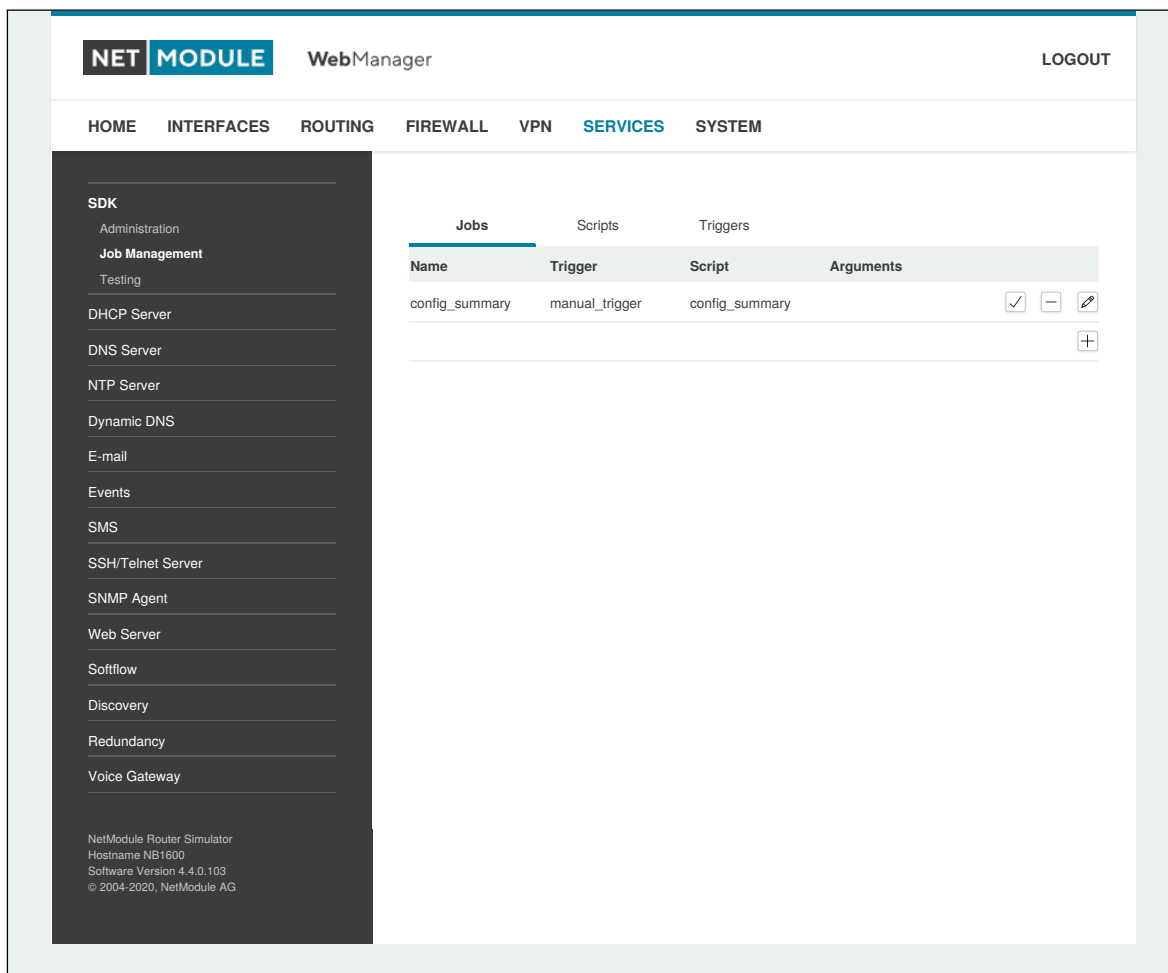 NET MODULE WebManager LOGOUT
HOME INTERFACES ROUTING FIREWALL VPN SERVICES SYSTEM
SDK
Administration
Job Management
Testing
DHCP Server
DNS Server
NTP Server
Dynamic DNS
E-mail
Events
SMS
SSH/Telnet Server
SNMP Agent
Web Server
Softflow
Discovery
Redundancy
Voice Gateway
NetModule Router Simulator
Hostname NB1600
Software Version 4.4.0.103
© 2004-2020, NetModule AG
Jobs Scripts Triggers
Name Trigger Script Arguments
config_summary manual_trigger config_summary